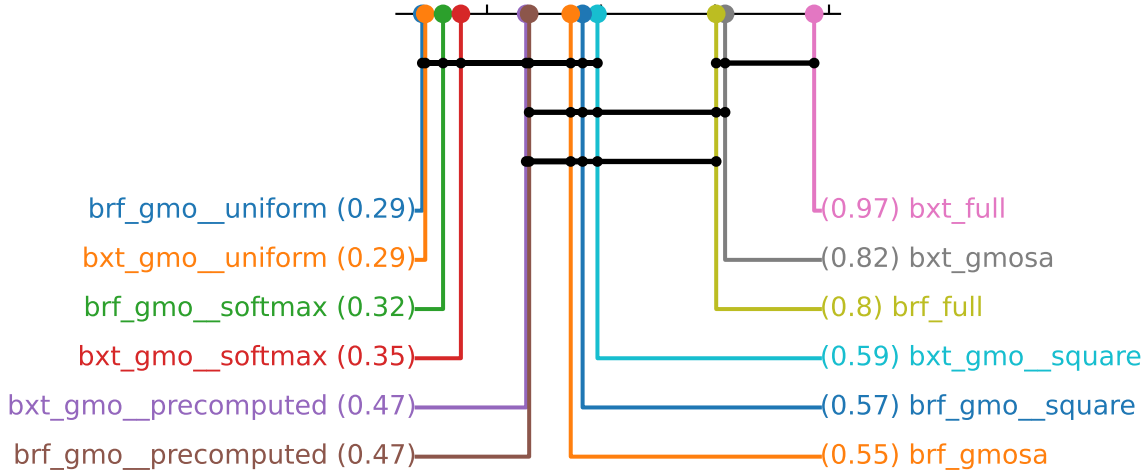 brf_gmo__uniform (0.29)
bxt_gmo__uniform (0.29)
brf_gmo__softmax (0.32)
bxt_gmo__softmax (0.35)
bxt_gmo__precomputed (0.47)
brf_gmo__precomputed (0.47)
(0.97) bxt_full
(0.82) bxt_gmosa
(0.8) brf_full
(0.59) bxt_gmo__square
(0.57) brf_gmo__square
(0.55) brf_gmosa